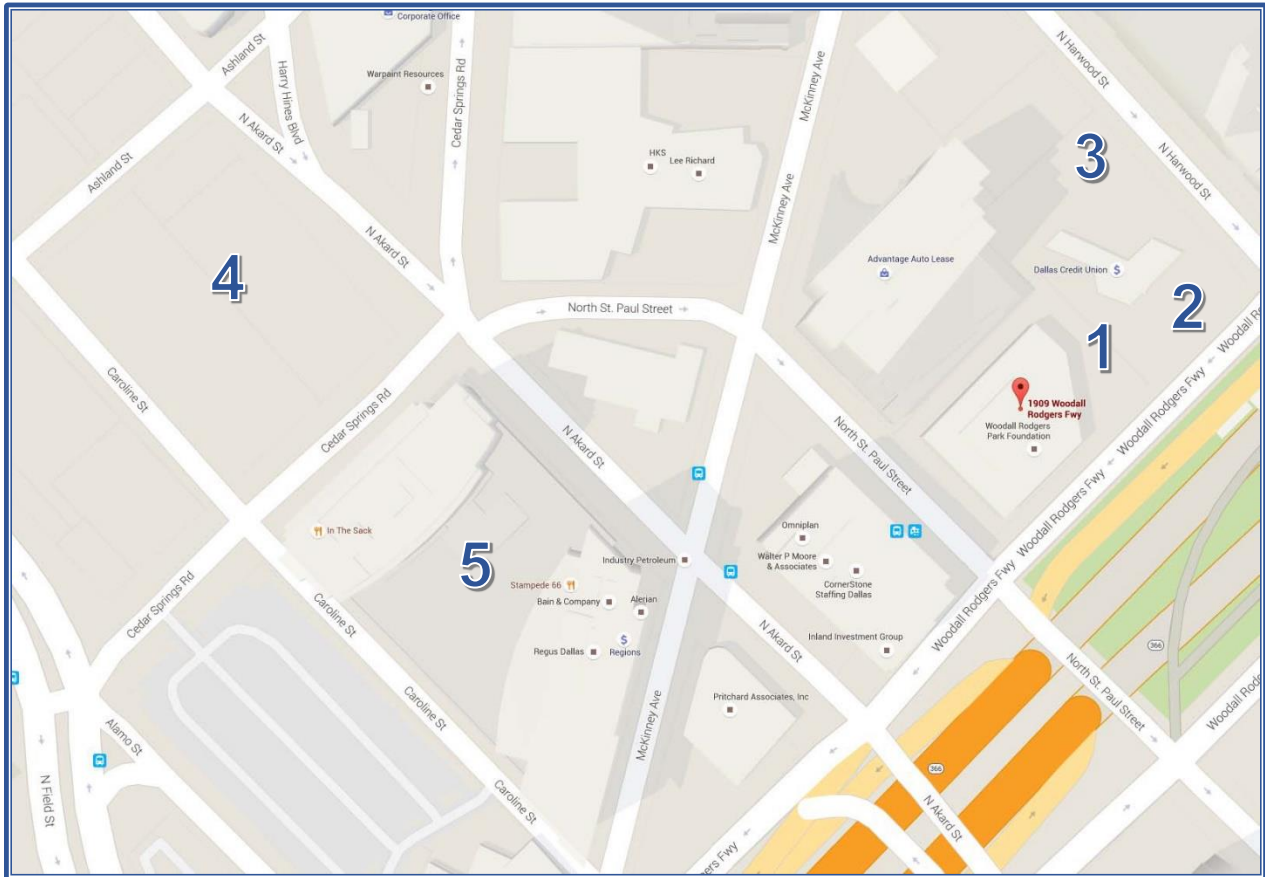 Corporate Office
Ashland St
Harry Hines Blvd
Warpaint Resources
Cedar Springs Rd
McKinney Ave
N Harwood St
N Akard St
HKS
Lee Richard
3
N Harwood St
Ashland St
McKinney Ave
N Akard St
Advantage Auto Lease
Dallas Credit Union
$
4
2
North St. Paul Street
1
Woodall Rodgers Fwy
Caroline St
1909 Woodall
Rodgers Fwy
Woodall Rodgers
Park Foundation
Cedar Springs Rd
N Akard St
North St. Paul Street
Woodall Rodgers Fwy
Woodall Rodgers Fwy
In The Sack
Omniplan
Industry Petroleum
Walter P Moore
& Associates
CornerStone
Staffing Dallas
5
Stampede 66
Bain & Company
Alerian
Cedar Springs Rd
Caroline St
Woodall Rodgers Fwy
N Akard St
Inland Investment Group
$
Regus Dallas
Regions
366
North St. Paul Street
Pritchard Associates, Inc
Caroline St
McKinney Ave
Alamo St
N Field St
366
Caroline St
N Akard St